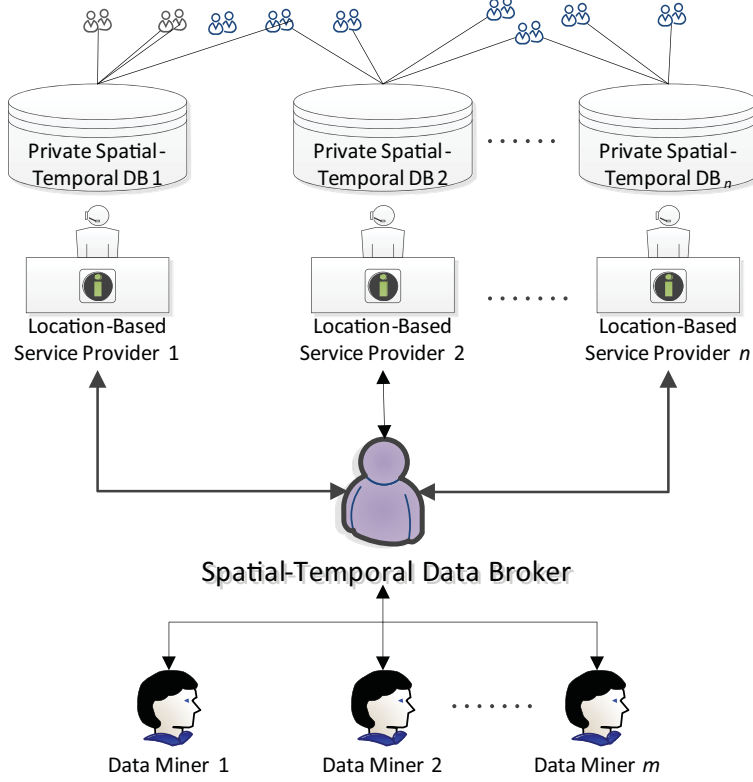 Private Spatial-
Temporal DB 1
Private Spatial-
Temporal DB 2
Private Spatial-
Temporal DB n
Location-Based
Service Provider 1
Location-Based
Service Provider 2
Location-Based
Service Provider n
Spatial-Temporal Data Broker
Data Miner 1
Data Miner 2
Data Miner m